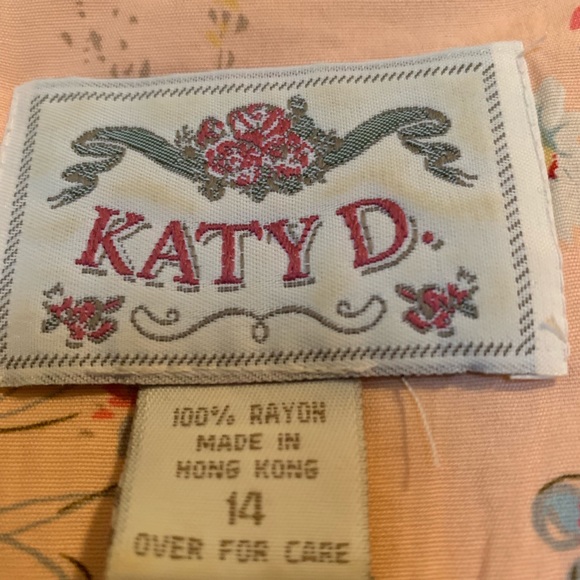 KATY D.
100% RAYON
MADE IN
HONG KONG
14
OVER FOR CARE